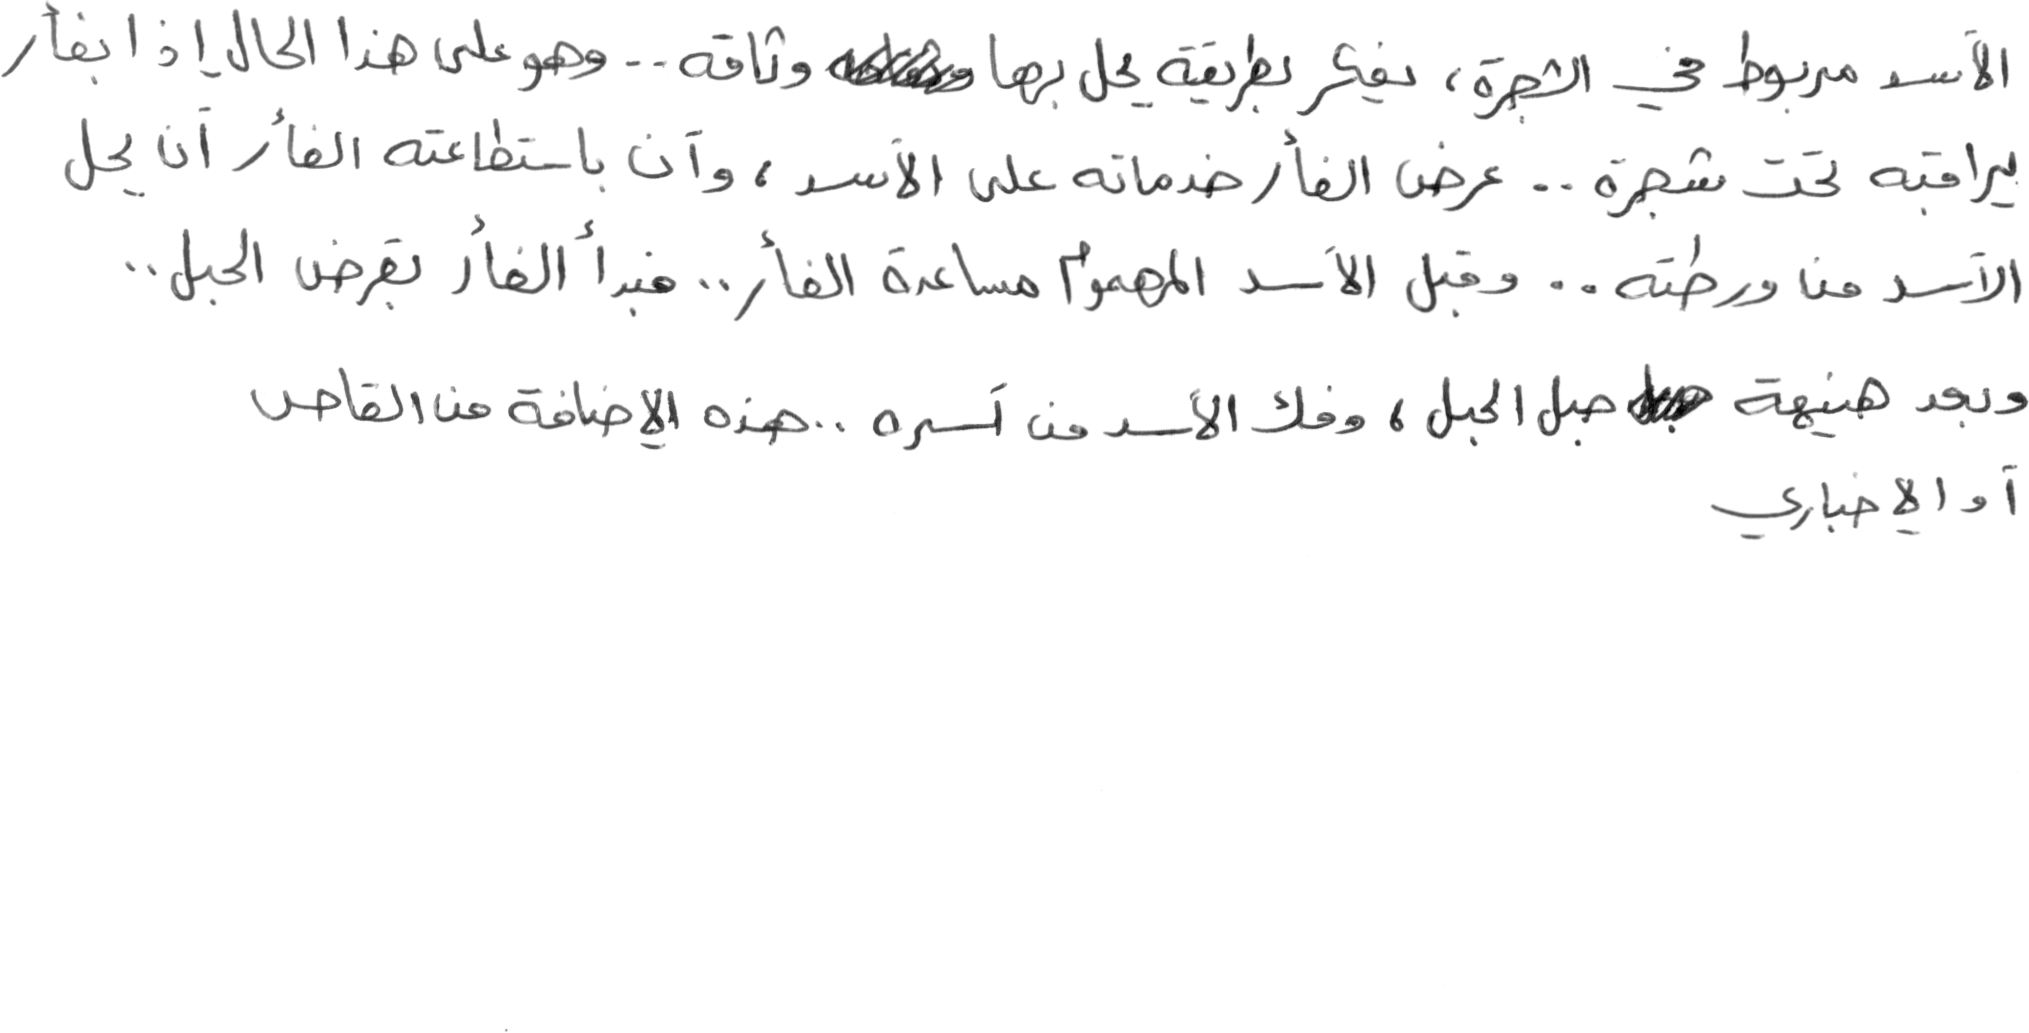 الأسد مربوط في الشجرة، يفكر بطريقة يحل بها وثاقه .. وهو على هذا الحال إذا بفأر
يراقبه تحت شجرة .. عرض الفأر خدماته على الأسد، وأن باستطاعته الفأر أن يحل
الأسد من ورطته .. وقبل الأسد المهموم مساعدة الفأر .. فبدأ الفأر بقرض الحبل ..
وبعد هنيهة حبل الحبل، وفك الأسد من أسره .. هذه الإضافة من القاص
أو الإخباري